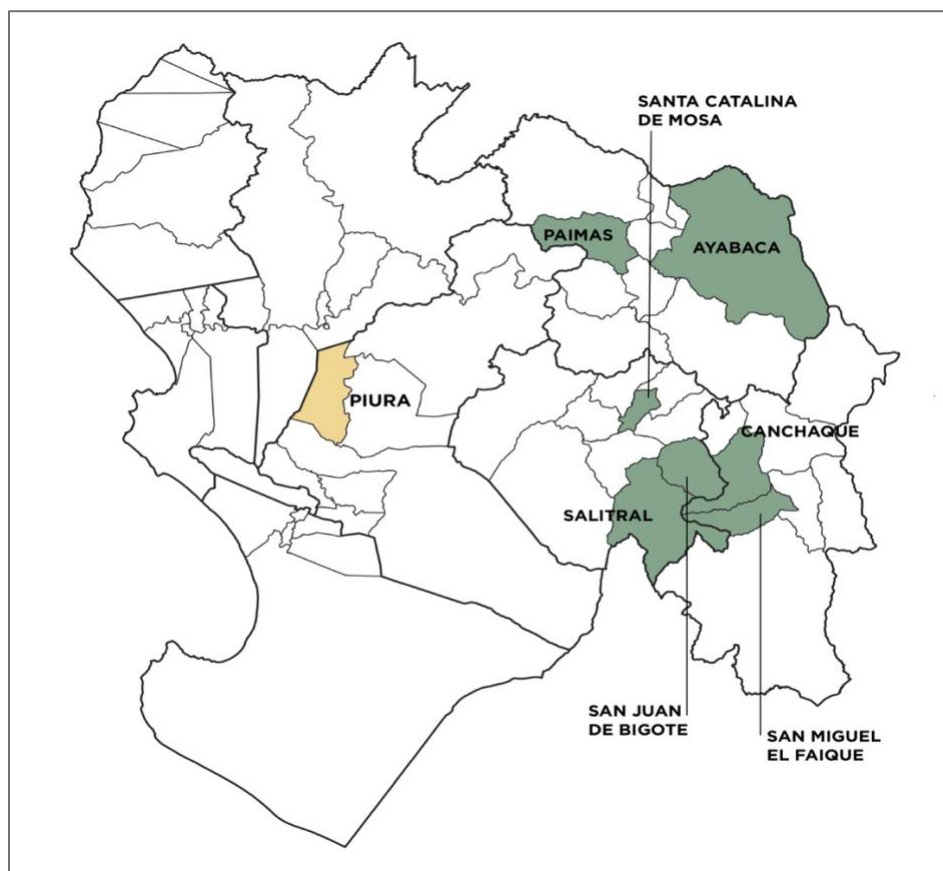 SANTA CATALINA
DE MOSA
PAIMAS
AYABACA
PIURA
CANCHAQUE
SALITRAL
SAN JUAN
DE BIGOTE
SAN MIGUEL
EL FAIQUE